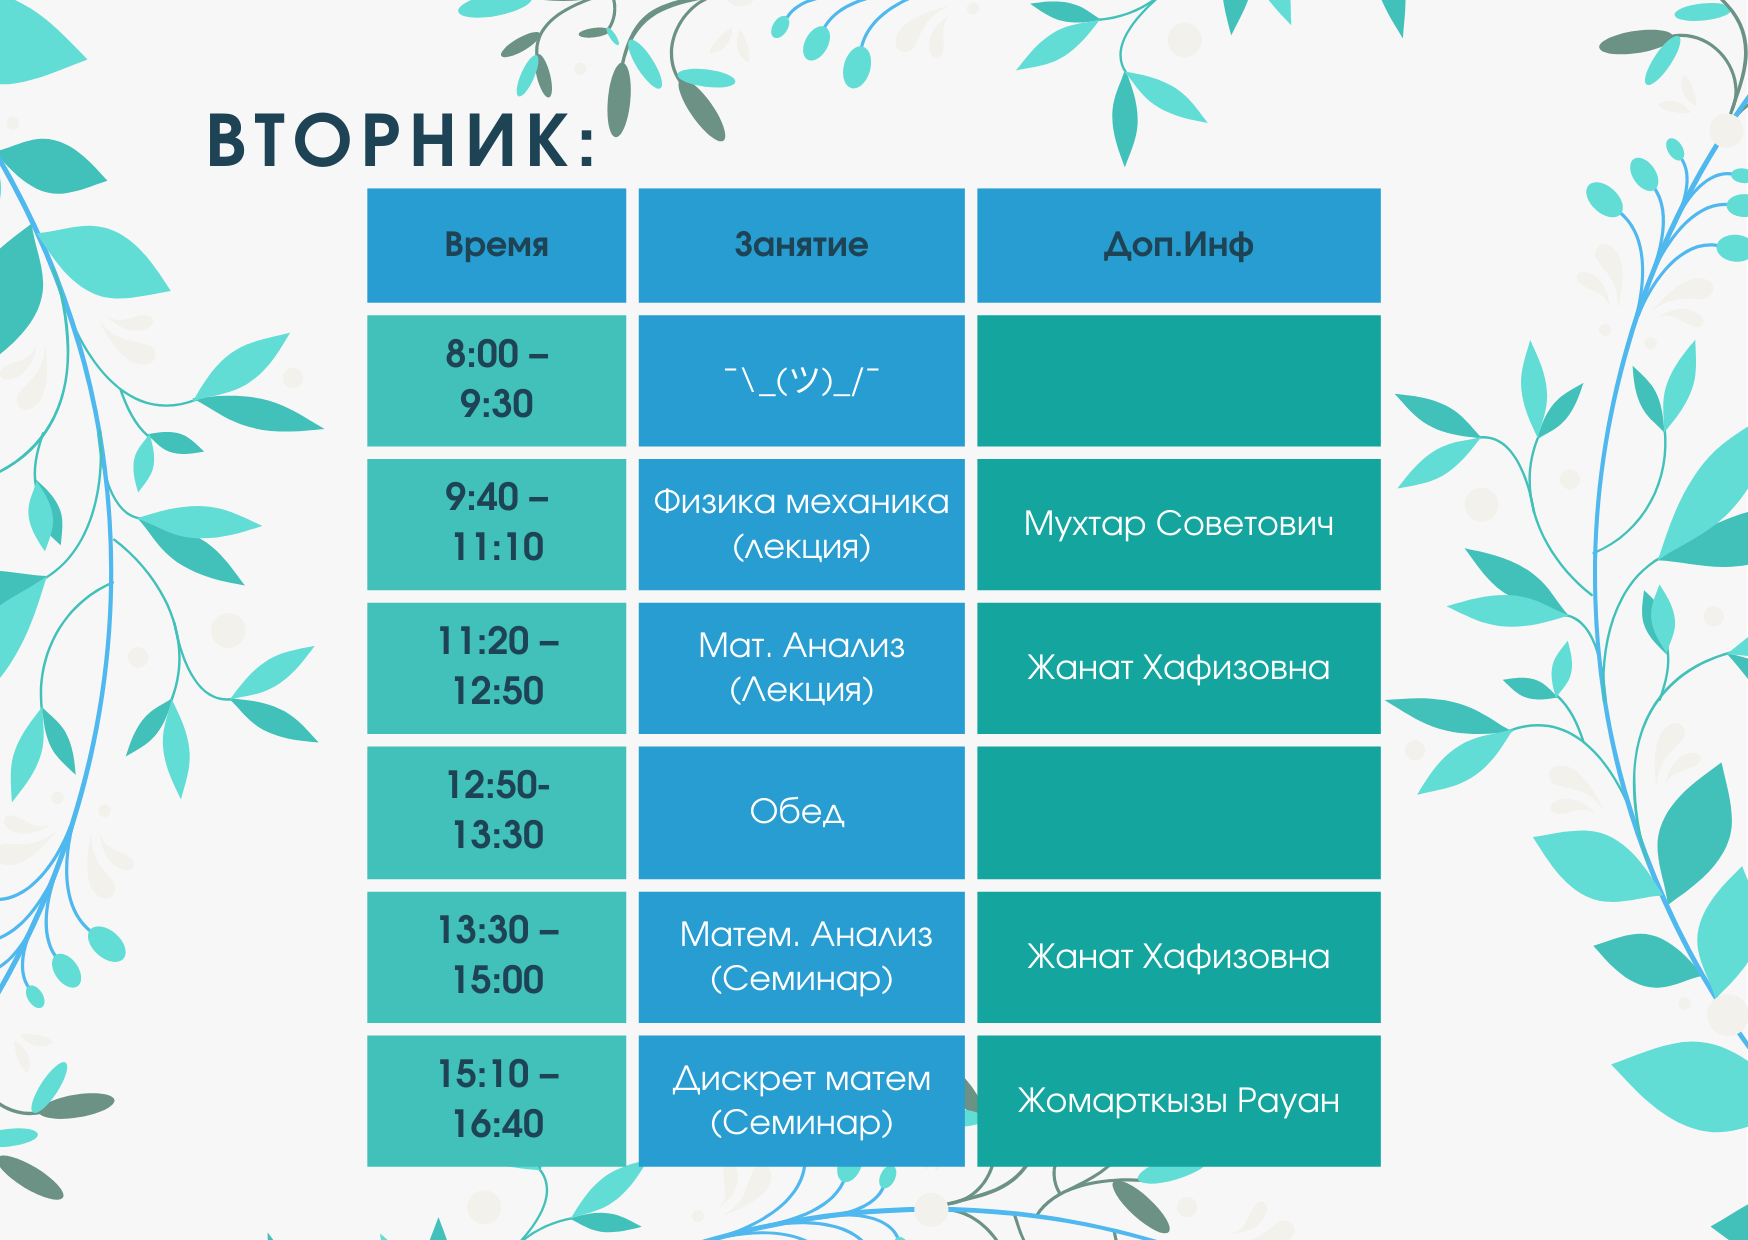 ВТОРНИК:
Время
Занятие
Доп.Инф
8:00 –
9:30
¯\_(ツ)_/¯
9:40 –
11:10
Физика механика
(лекция)
Мухтар Советович
11:20 –
12:50
Мат. Анализ
(Лекция)
Жанат Хафизовна
12:50-
13:30
Обед
13:30 –
15:00
Матем. Анализ
(Семинар)
Жанат Хафизовна
15:10 –
16:40
Дискрет матем
(Семинар)
Жомарткызы Рауан